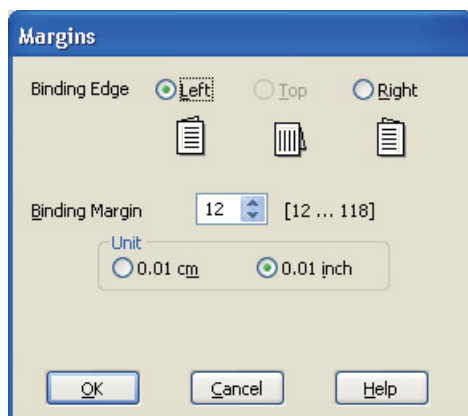 Margins
Binding Edge Left Top Right
Binding Margin 12 [12 ... 118]
Unit
0.01 cm 0.01 inch
OK Cancel Help